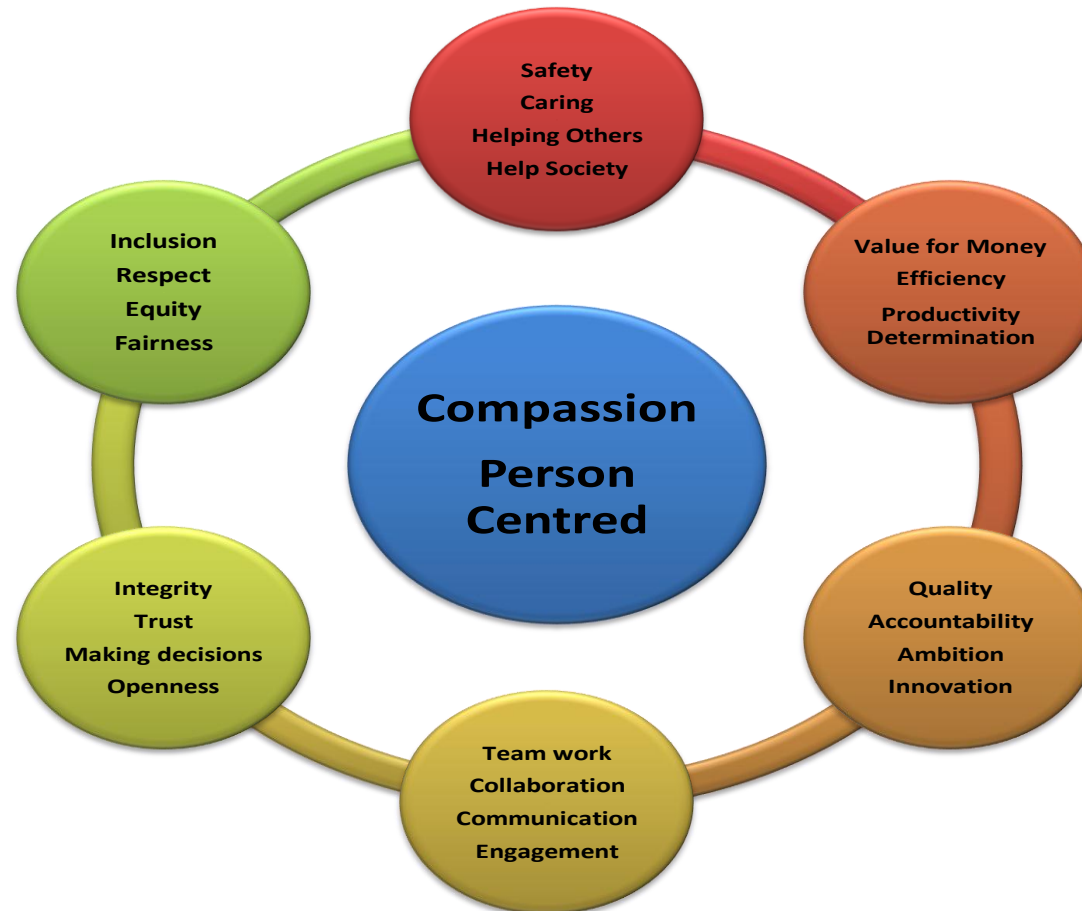 Safety
Caring
Helping Others
Help Society
Value for Money
Efficiency
Productivity
Determination
Quality
Accountability
Ambition
Innovation
Team work
Collaboration
Communication
Engagement
Integrity
Trust
Making decisions
Openness
Inclusion
Respect
Equity
Fairness
Compassion
Person
Centred